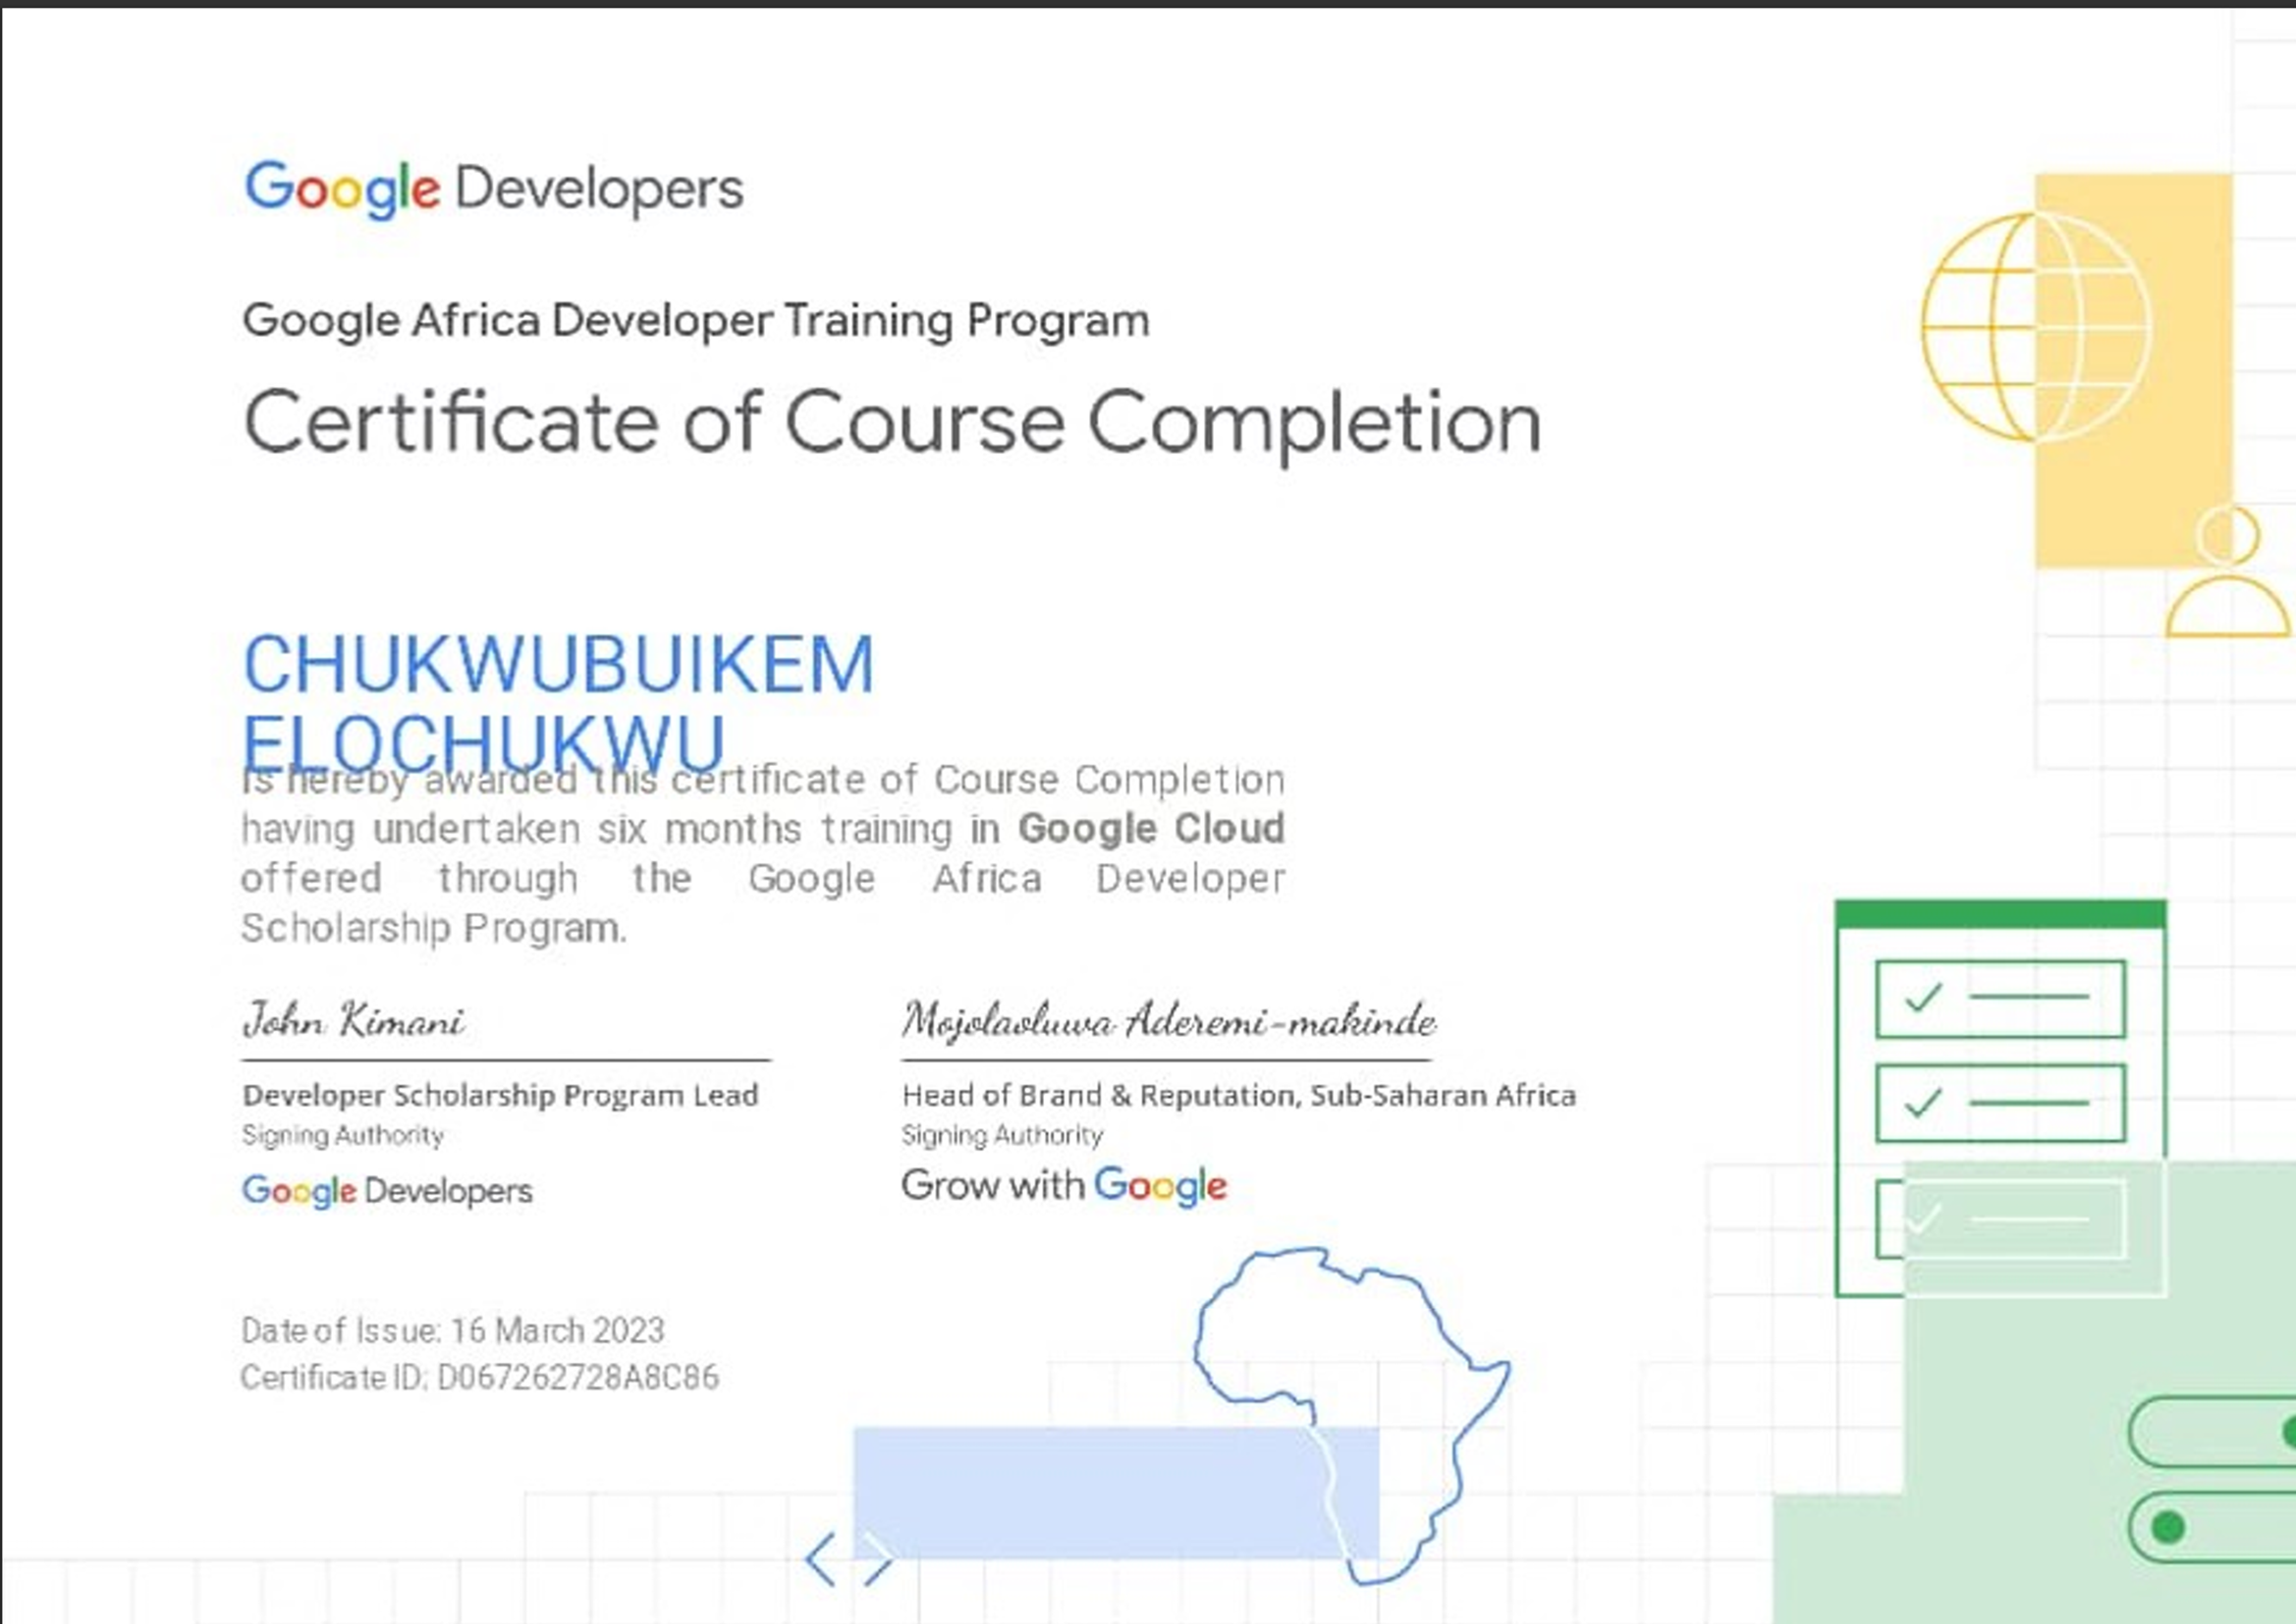 Google Developers
Google Africa Developer Training Program
Certificate of Course Completion
CHUKWUBUIKEM
ELOCHUKWU
Is hereby awarded this certificate of Course Completion
having undertaken six months training in Google Cloud
offered through the Google Africa Developer
Scholarship Program.
John Kimani
Mojolaoluwa Aderemi-makinde
Developer Scholarship Program Lead
Head of Brand & Reputation, Sub-Saharan Africa
Signing Authority
Signing Authority
Google Developers
Grow with Google
Date of Issue: 16 March 2023
Certificate ID: D067262728A8C86